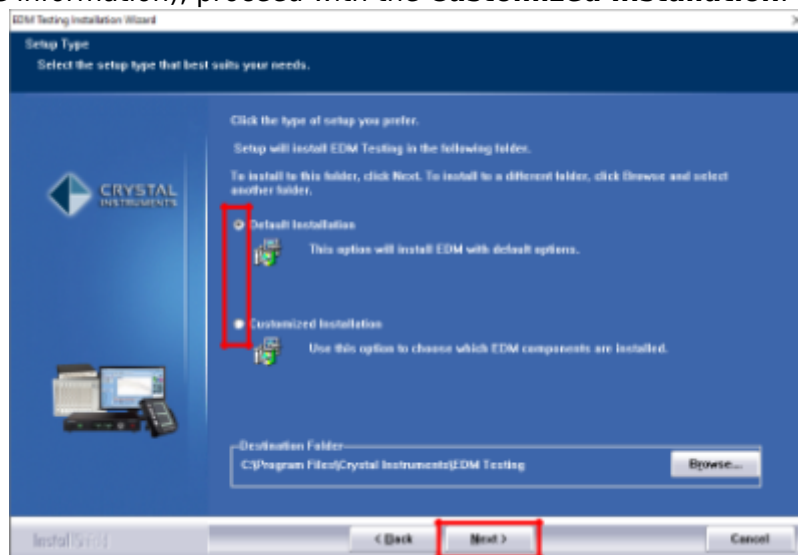 e information), proceed with the Customized Installation.
EDM Testing Installation Wizard
Setup Type
Select the setup type that best suits your needs.
Click the type of setup you prefer.
Setup will install EDM Testing in the following folder.
To install to this folder, click Next. To install to a different folder, click Browse and select
another folder.
CRYSTAL
INSTRUMENTS
Default Installation
This option will install EDM with default options.
Customized Installation
Use this option to choose which EDM components are installed.
Destination Folder
C:\Program Files\Crystal Instruments\EDM Testing
Browse...
InstallShield
< Back
Next >
Cancel